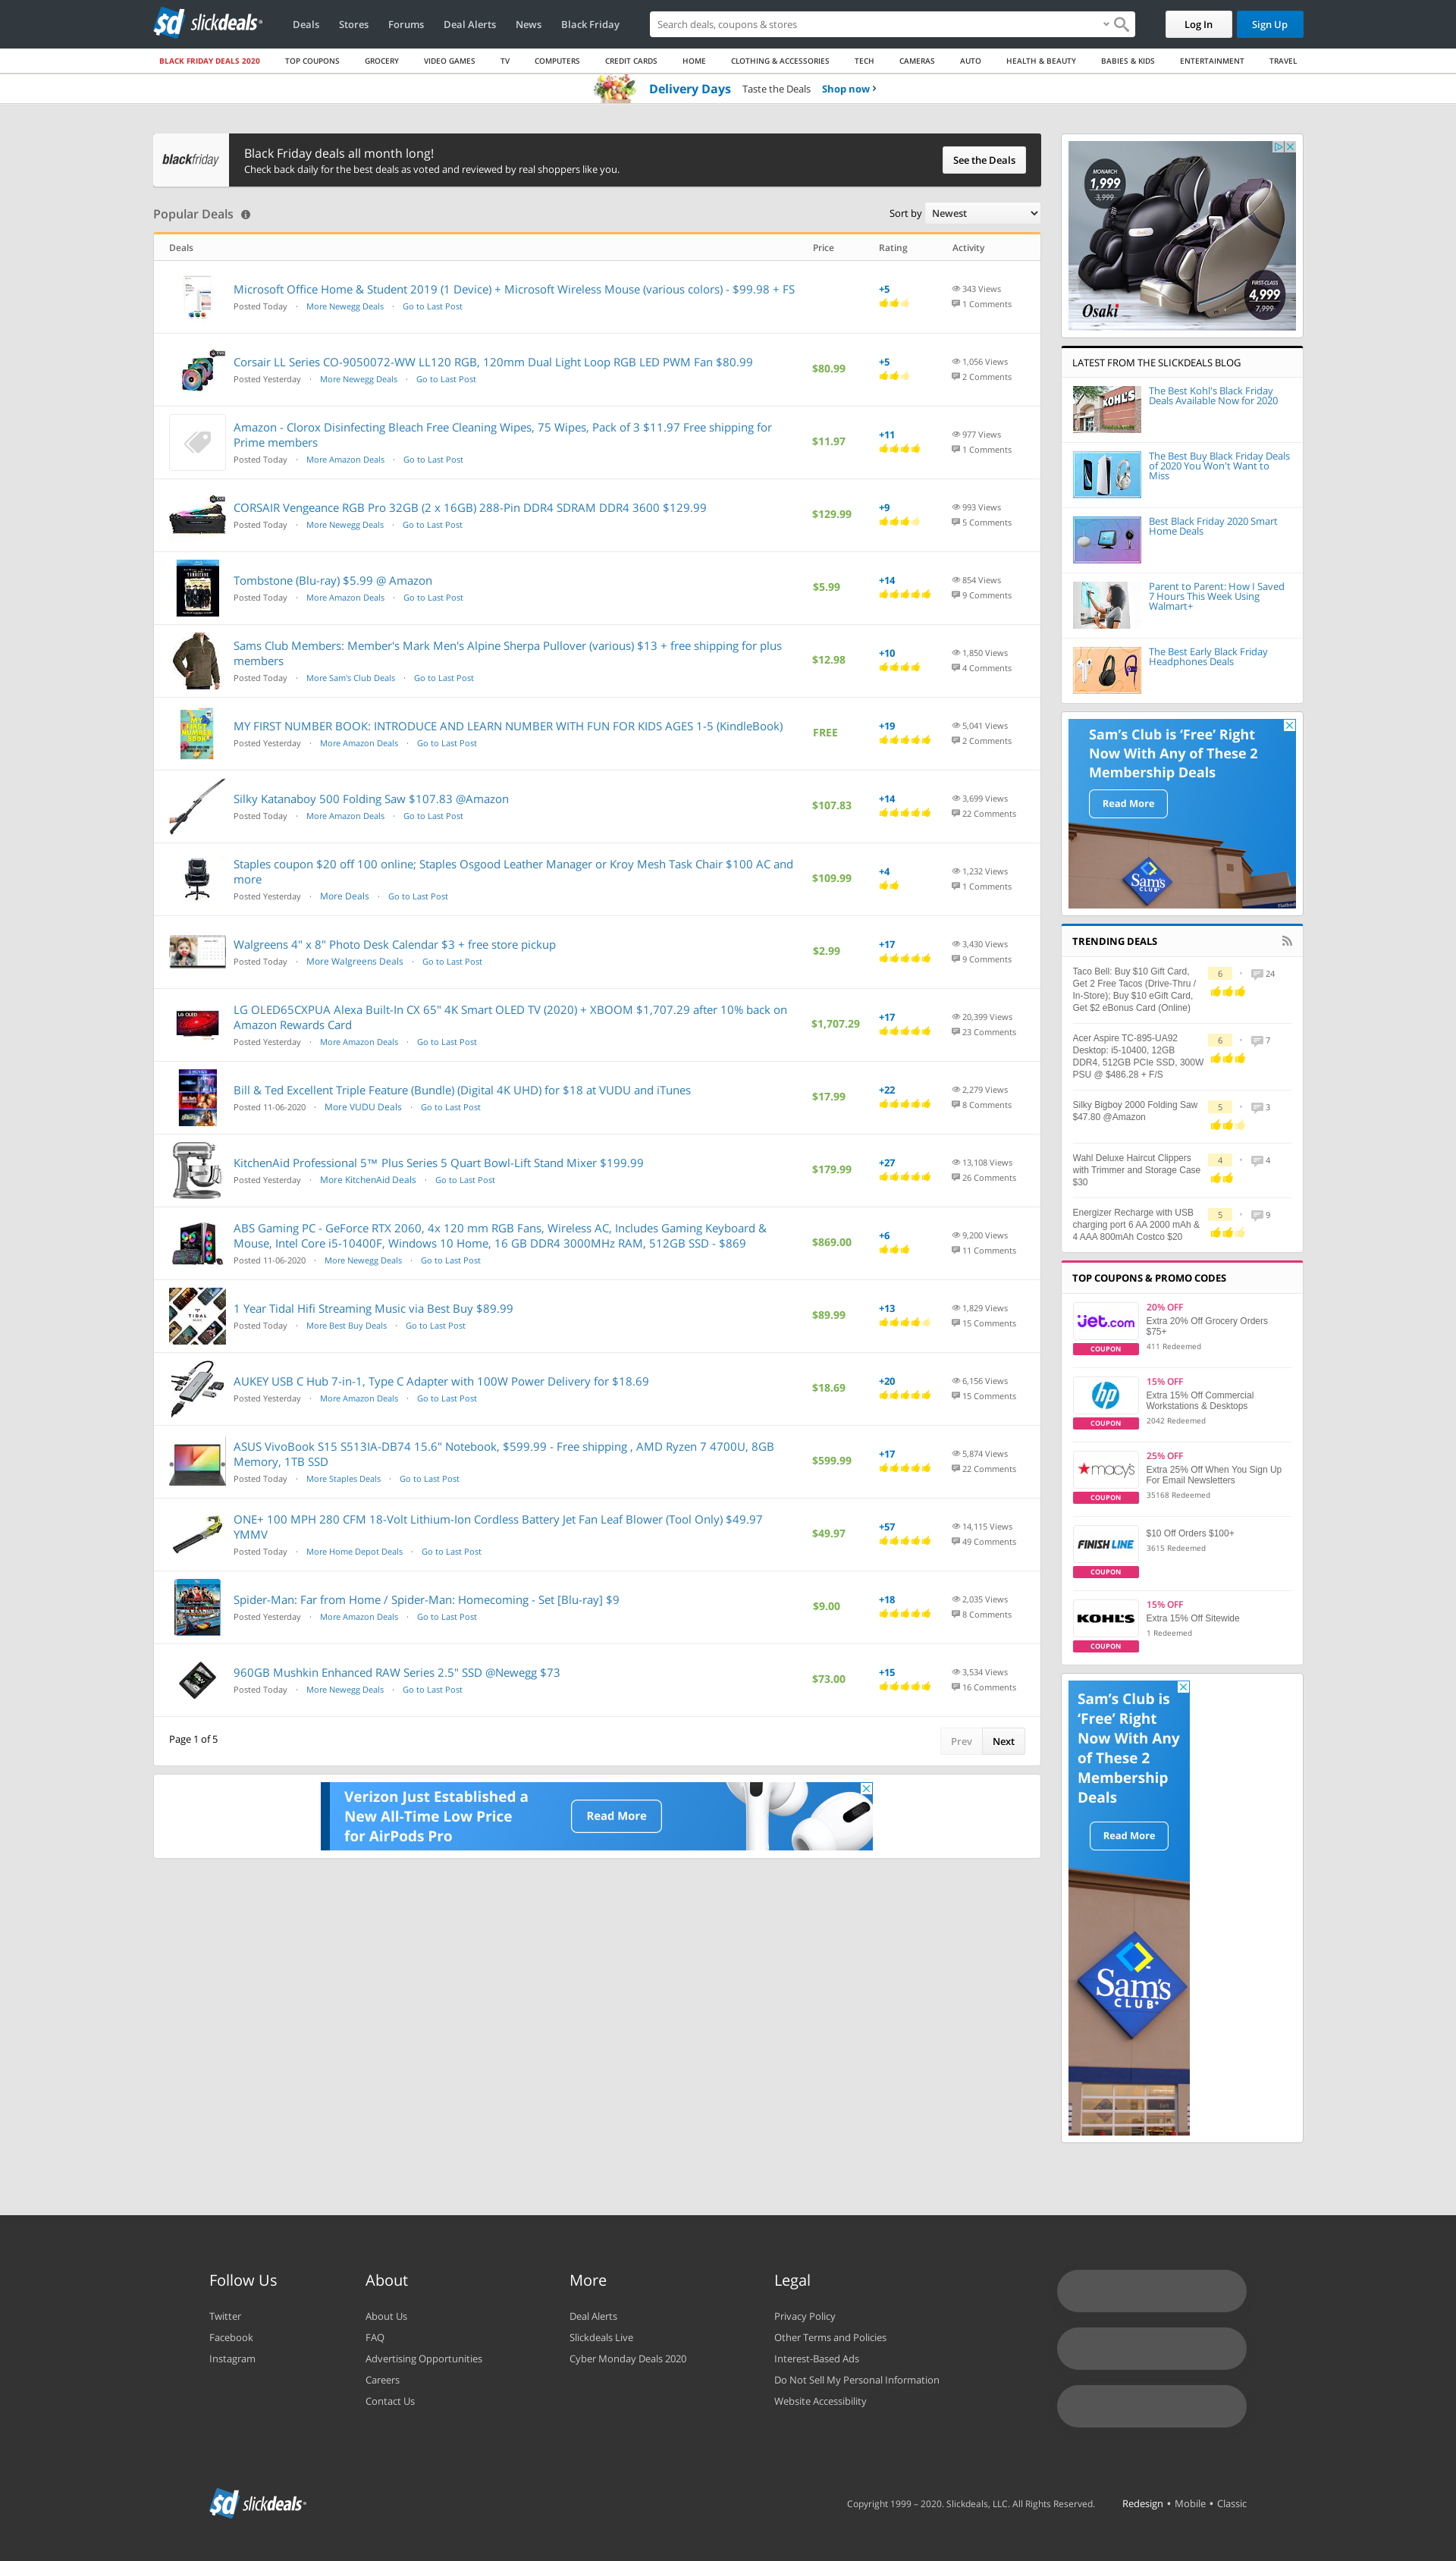 slickdeals
Deals
Stores
Forums
Deal Alerts
News
Black Friday
Search deals, coupons & stores
Log In
Sign Up
BLACK FRIDAY DEALS 2020
TOP COUPONS
GROCERY
VIDEO GAMES
TV
COMPUTERS
CREDIT CARDS
HOME
CLOTHING & ACCESSORIES
TECH
CAMERAS
AUTO
HEALTH & BEAUTY
BABIES & KIDS
ENTERTAINMENT
TRAVEL
Delivery Days Taste the Deals Shop now
blackfriday
Black Friday deals all month long!
Check back daily for the best deals as voted and reviewed by real shoppers like you.
See the Deals
Popular Deals
Sort by Newest
Deals Price Rating Activity
Microsoft Office Home & Student 2019 (1 Device) + Microsoft Wireless Mouse (various colors) - $99.98 + FS
Posted Today · More Newegg Deals · Go to Last Post
+5
343 Views
1 Comments
Corsair LL Series CO-9050072-WW LL120 RGB, 120mm Dual Light Loop RGB LED PWM Fan $80.99
Posted Yesterday · More Newegg Deals · Go to Last Post
$80.99
+5
1,056 Views
2 Comments
Amazon - Clorox Disinfecting Bleach Free Cleaning Wipes, 75 Wipes, Pack of 3 $11.97 Free shipping for
Prime members
Posted Today · More Amazon Deals · Go to Last Post
$11.97
+11
977 Views
1 Comments
CORSAIR Vengeance RGB Pro 32GB (2 x 16GB) 288-Pin DDR4 SDRAM DDR4 3600 $129.99
Posted Today · More Newegg Deals · Go to Last Post
$129.99
+9
993 Views
5 Comments
Tombstone (Blu-ray) $5.99 @ Amazon
Posted Today · More Amazon Deals · Go to Last Post
$5.99
+14
854 Views
9 Comments
Sams Club Members: Member's Mark Men's Alpine Sherpa Pullover (various) $13 + free shipping for plus
members
Posted Today · More Sam's Club Deals · Go to Last Post
$12.98
+10
1,850 Views
4 Comments
MY FIRST NUMBER BOOK: INTRODUCE AND LEARN NUMBER WITH FUN FOR KIDS AGES 1-5 (KindleBook)
Posted Yesterday · More Amazon Deals · Go to Last Post
FREE
+19
5,041 Views
2 Comments
Silky Katanaboy 500 Folding Saw $107.83 @Amazon
Posted Today · More Amazon Deals · Go to Last Post
$107.83
+14
3,699 Views
22 Comments
Staples coupon $20 off 100 online; Staples Osgood Leather Manager or Kroy Mesh Task Chair $100 AC and
more
Posted Yesterday · More Deals · Go to Last Post
$109.99
+4
1,232 Views
1 Comments
Walgreens 4" x 8" Photo Desk Calendar $3 + free store pickup
Posted Today · More Walgreens Deals · Go to Last Post
$2.99
+17
3,430 Views
9 Comments
LG OLED65CXPUA Alexa Built-In CX 65" 4K Smart OLED TV (2020) + XBOOM $1,707.29 after 10% back on
Amazon Rewards Card
Posted Yesterday · More Amazon Deals · Go to Last Post
$1,707.29
+17
20,399 Views
23 Comments
Bill & Ted Excellent Triple Feature (Bundle) (Digital 4K UHD) for $18 at VUDU and iTunes
Posted 11-06-2020 · More VUDU Deals · Go to Last Post
$17.99
+22
2,279 Views
8 Comments
KitchenAid Professional 5™ Plus Series 5 Quart Bowl-Lift Stand Mixer $199.99
Posted Yesterday · More KitchenAid Deals · Go to Last Post
$179.99
+27
13,108 Views
26 Comments
ABS Gaming PC - GeForce RTX 2060, 4x 120 mm RGB Fans, Wireless AC, Includes Gaming Keyboard &
Mouse, Intel Core i5-10400F, Windows 10 Home, 16 GB DDR4 3000MHz RAM, 512GB SSD - $869
Posted 11-06-2020 · More Newegg Deals · Go to Last Post
$869.00
+6
9,200 Views
11 Comments
1 Year Tidal Hifi Streaming Music via Best Buy $89.99
Posted Today · More Best Buy Deals · Go to Last Post
$89.99
+13
1,829 Views
15 Comments
AUKEY USB C Hub 7-in-1, Type C Adapter with 100W Power Delivery for $18.69
Posted Yesterday · More Amazon Deals · Go to Last Post
$18.69
+20
6,156 Views
15 Comments
ASUS VivoBook S15 S513IA-DB74 15.6" Notebook, $599.99 - Free shipping , AMD Ryzen 7 4700U, 8GB
Memory, 1TB SSD
Posted Today · More Staples Deals · Go to Last Post
$599.99
+17
5,874 Views
22 Comments
ONE+ 100 MPH 280 CFM 18-Volt Lithium-Ion Cordless Battery Jet Fan Leaf Blower (Tool Only) $49.97
YMMV
Posted Today · More Home Depot Deals · Go to Last Post
$49.97
+57
14,115 Views
49 Comments
Spider-Man: Far from Home / Spider-Man: Homecoming - Set [Blu-ray] $9
Posted Yesterday · More Amazon Deals · Go to Last Post
$9.00
+18
2,035 Views
8 Comments
960GB Mushkin Enhanced RAW Series 2.5" SSD @Newegg $73
Posted Today · More Newegg Deals · Go to Last Post
$73.00
+15
3,534 Views
16 Comments
Page 1 of 5
Prev Next
Verizon Just Established a
New All-Time Low Price
for AirPods Pro
Read More
MONARCH
1,999
3,999
FIRST-CLASS
4,999
7,999
Osaki
LATEST FROM THE SLICKDEALS BLOG
The Best Kohl's Black Friday
Deals Available Now for 2020
The Best Buy Black Friday Deals
of 2020 You Won't Want to
Miss
Best Black Friday 2020 Smart
Home Deals
Parent to Parent: How I Saved
7 Hours This Week Using
Walmart+
The Best Early Black Friday
Headphones Deals
Sam's Club is ‘Free’ Right
Now With Any of These 2
Membership Deals
Read More
Sam's
CLUB
TRENDING DEALS
Taco Bell: Buy $10 Gift Card,
Get 2 Free Tacos (Drive-Thru /
In-Store); Buy $10 eGift Card,
Get $2 eBonus Card (Online)
6 • 24
Acer Aspire TC-895-UA92
Desktop: i5-10400, 12GB
DDR4, 512GB PCIe SSD, 300W
PSU @ $486.28 + F/S
6 • 7
Silky Bigboy 2000 Folding Saw
$47.80 @Amazon
5 • 3
Wahl Deluxe Haircut Clippers
with Trimmer and Storage Case
$30
4 • 4
Energizer Recharge with USB
charging port 6 AA 2000 mAh &
4 AAA 800mAh Costco $20
5 • 9
TOP COUPONS & PROMO CODES
Jet.com
COUPON
20% OFF
Extra 20% Off Grocery Orders
$75+
411 Redeemed
hp
COUPON
15% OFF
Extra 15% Off Commercial
Workstations & Desktops
2042 Redeemed
macy's
COUPON
25% OFF
Extra 25% Off When You Sign Up
For Email Newsletters
35168 Redeemed
FINISH LINE
COUPON
$10 Off Orders $100+
3615 Redeemed
KOHL'S
COUPON
15% OFF
Extra 15% Off Sitewide
1 Redeemed
Sam's Club is
‘Free’ Right
Now With Any
of These 2
Membership
Deals
Read More
Sam's
CLUB
Follow Us
Twitter
Facebook
Instagram
About
About Us
FAQ
Advertising Opportunities
Careers
Contact Us
More
Deal Alerts
Slickdeals Live
Cyber Monday Deals 2020
Legal
Privacy Policy
Other Terms and Policies
Interest-Based Ads
Do Not Sell My Personal Information
Website Accessibility
slickdeals
Copyright 1999 – 2020. Slickdeals, LLC. All Rights Reserved.
Redesign • Mobile • Classic